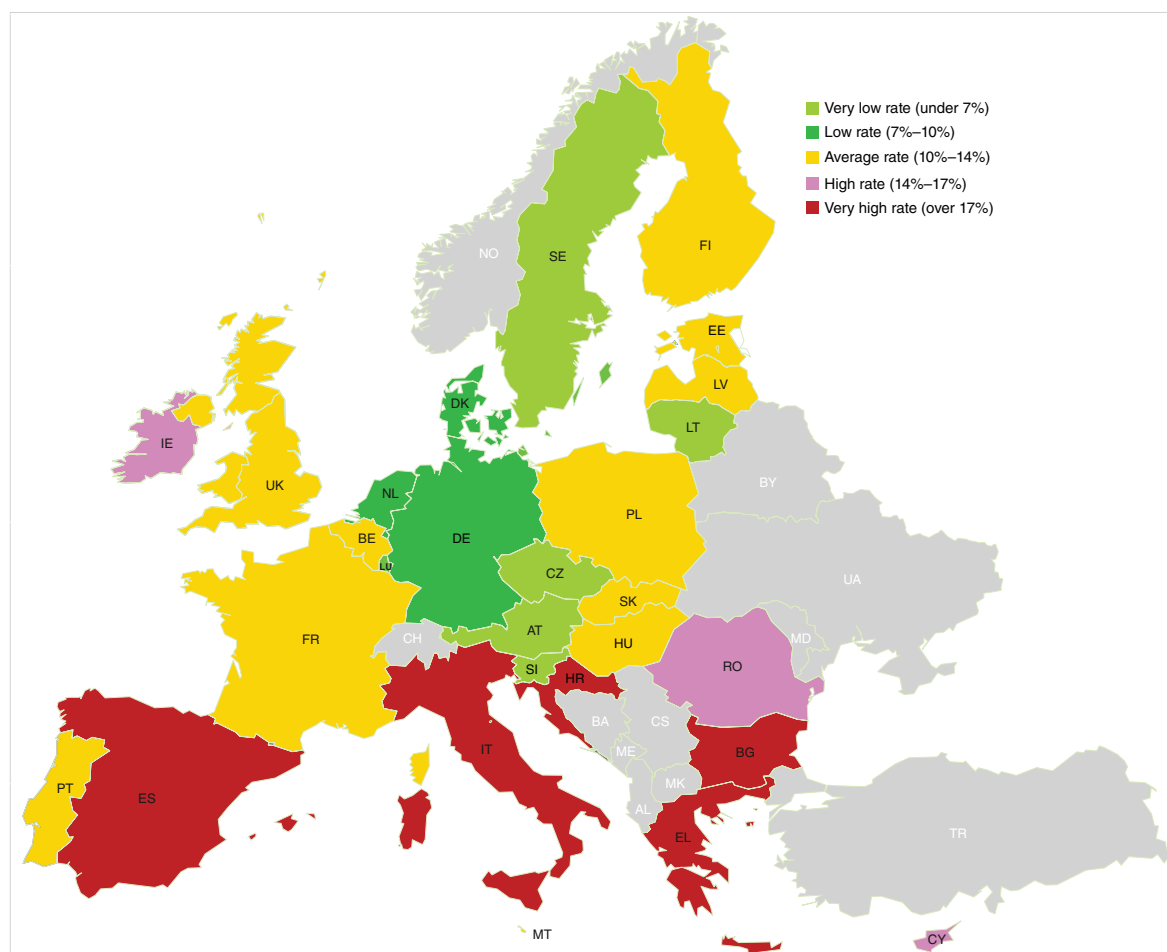 Very low rate (under 7%)
Low rate (7%–10%)
Average rate (10%–14%)
High rate (14%–17%)
Very high rate (over 17%)
NO
SE
FI
EE
LV
LT
DK
IE
UK
NL
BE
LU
DE
PL
BY
CZ
UA
SK
AT
HU
MD
FR
CH
SI
HR
RO
BA
CS
ME
BG
IT
MK
AL
PT
ES
EL
TR
MT
CY